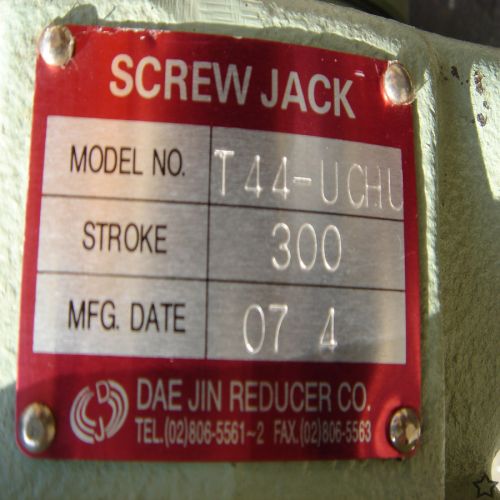 SCREW JACK
MODEL NO. T44-UCHU
STROKE 300
MFG. DATE 07 4
DAE JIN REDUCER CO.
TEL.(02)806-5561~2 FAX.(02)806-5563